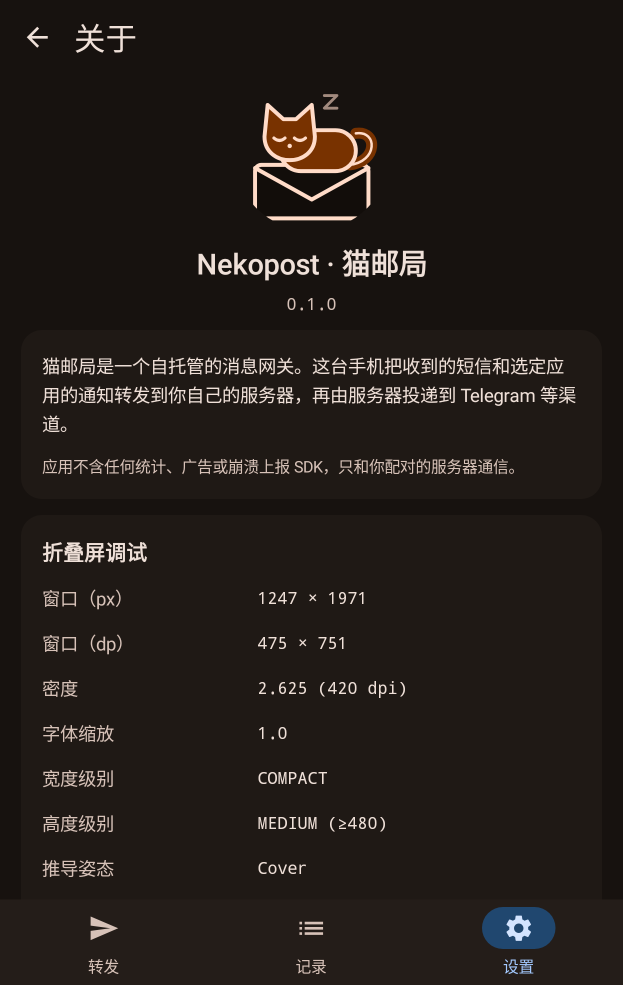 关于
Z
Nekopost · 猫邮局
0.1.0
猫邮局是一个自托管的消息网关。这台手机把收到的短信和选定应
用的通知转发到你自己的服务器，再由服务器投递到 Telegram 等渠
道。
应用不含任何统计、广告或崩溃上报 SDK，只和你配对的服务器通信。
折叠屏调试
窗口（px） 1247 × 1971
窗口（dp） 475 × 751
密度 2.625 (420 dpi)
字体缩放 1.0
宽度级别 COMPACT
高度级别 MEDIUM (≥480)
推导姿态 Cover
转发 记录 设置